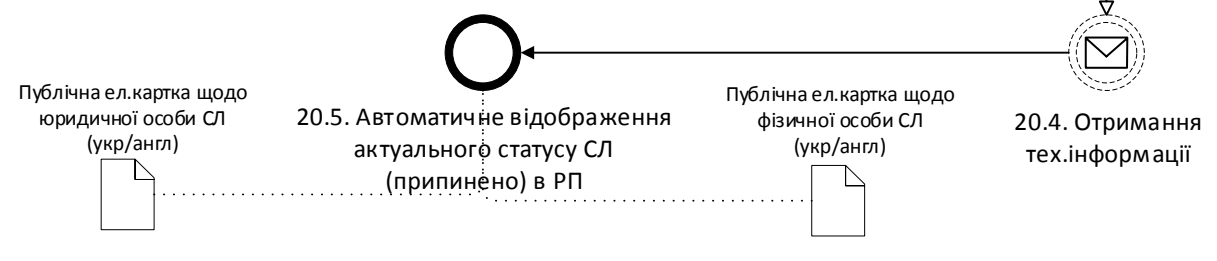 Публічна ел.картка щодо
юридичної особи СЛ
(укр/англ)
20.5. Автоматичне відображення
актуального статусу СЛ
(припинено) в РП
Публічна ел.картка щодо
фізичної особи СЛ
(укр/англ)
20.4. Отримання
тех.інформації